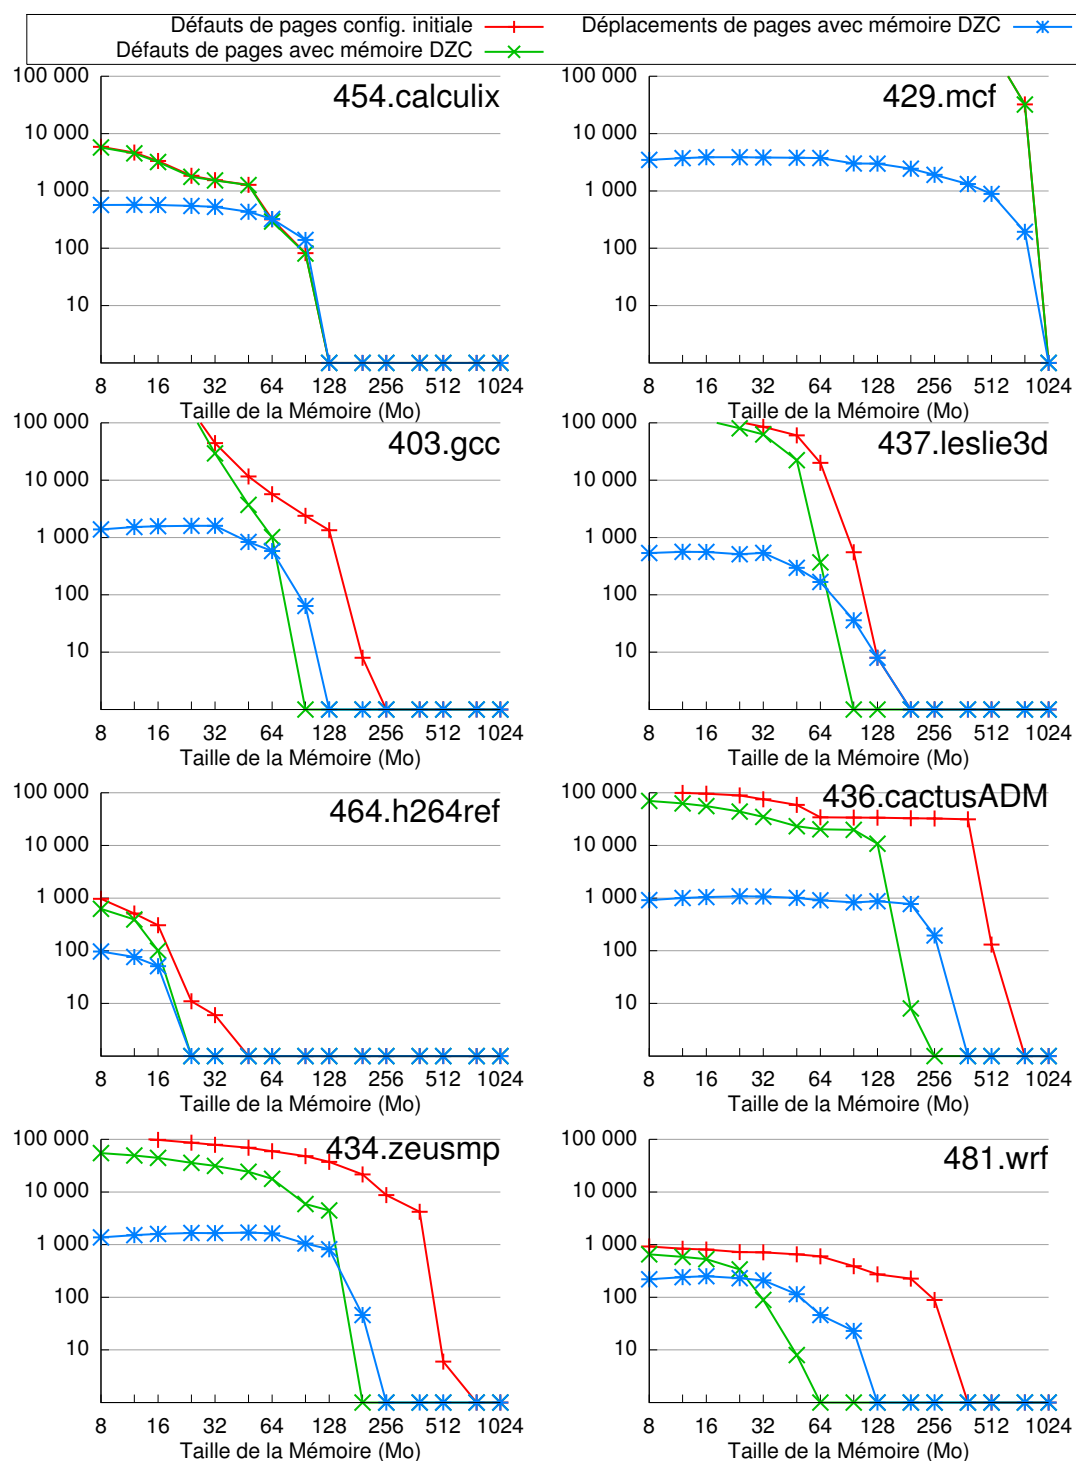 Défauts de pages config. initiale Déplacements de pages avec mémoire DZC
Défauts de pages avec mémoire DZC
454.calculix
100 000
10 000
1 000
100
10
8 16 32 64 128 256 512 1024
Taille de la Mémoire (Mo)
429.mcf
100 000
10 000
1 000
100
10
8 16 32 64 128 256 512 1024
Taille de la Mémoire (Mo)
403.gcc
100 000
10 000
1 000
100
10
8 16 32 64 128 256 512 1024
Taille de la Mémoire (Mo)
437.leslie3d
100 000
10 000
1 000
100
10
8 16 32 64 128 256 512 1024
Taille de la Mémoire (Mo)
464.h264ref
100 000
10 000
1 000
100
10
8 16 32 64 128 256 512 1024
Taille de la Mémoire (Mo)
436.cactusADM
100 000
10 000
1 000
100
10
8 16 32 64 128 256 512 1024
Taille de la Mémoire (Mo)
434.zeusmp
100 000
10 000
1 000
100
10
8 16 32 64 128 256 512 1024
Taille de la Mémoire (Mo)
481.wrf
100 000
10 000
1 000
100
10
8 16 32 64 128 256 512 1024
Taille de la Mémoire (Mo)